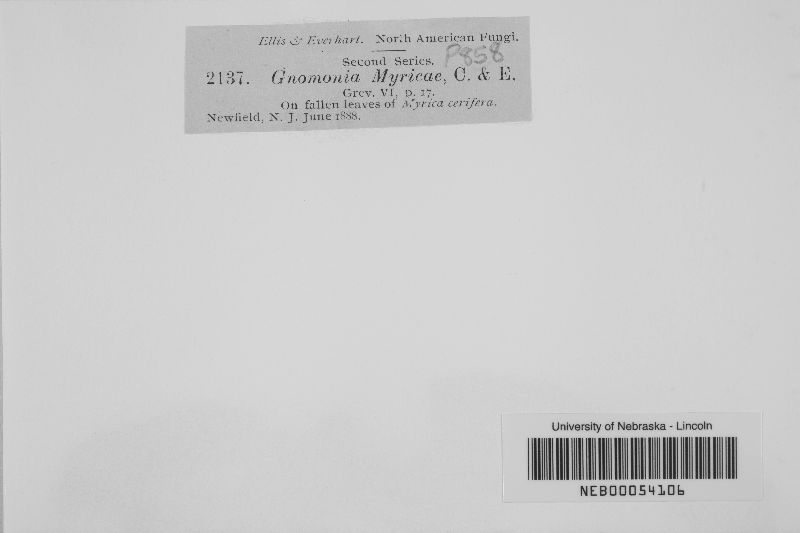 Ellis & Everhart. North American Fungi.
Second Series. P858
2137. Gnomonia Myricae, C. & E.
Grev. VI, p. 17.
On fallen leaves of Myrica cerifera.
Newfield, N. J. June 1888.
University of Nebraska - Lincoln
NEB00054106